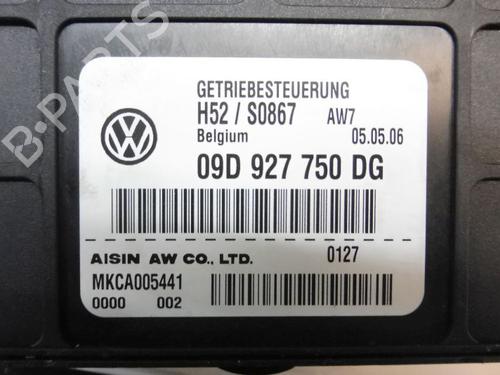 B-PARTS
GETRIEBESTEUERUNG
H52 / S0867 AW7
Belgium 05.05.06
09D 927 750 DG
AISIN AW CO., LTD. 0127
MKCA005441
0000 002